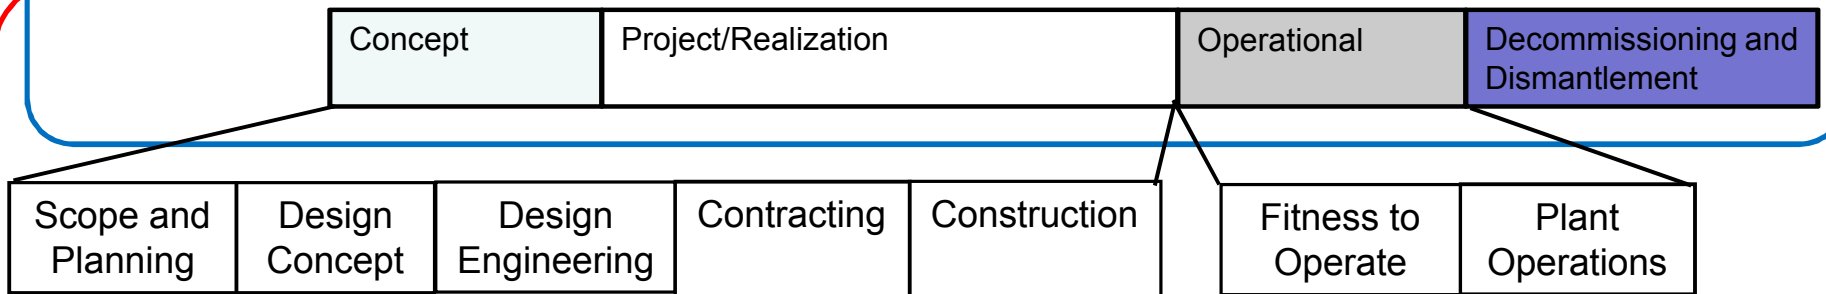 Concept
Project/Realization
Operational
Decommissioning and
Dismantlement
Scope and
Planning
Design
Concept
Design
Engineering
Contracting
Construction
Fitness to
Operate
Plant
Operations